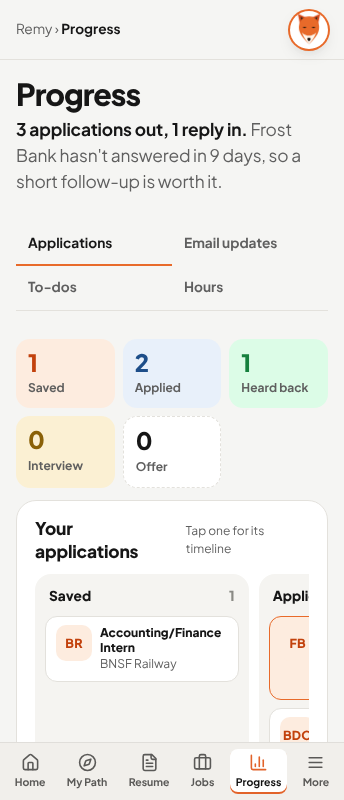 Remy › Progress
Progress
3 applications out, 1 reply in. Frost
Bank hasn't answered in 9 days, so a
short follow-up is worth it.
Applications
Email updates
To-dos
Hours
1
Saved
2
Applied
1
Heard back
0
Interview
0
Offer
Your
applications
Tap one for its
timeline
Saved
1
BR
Accounting/Finance
Intern
BNSF Railway
Appli
FB
BDO
Home
My Path
Resume
Jobs
Progress
More